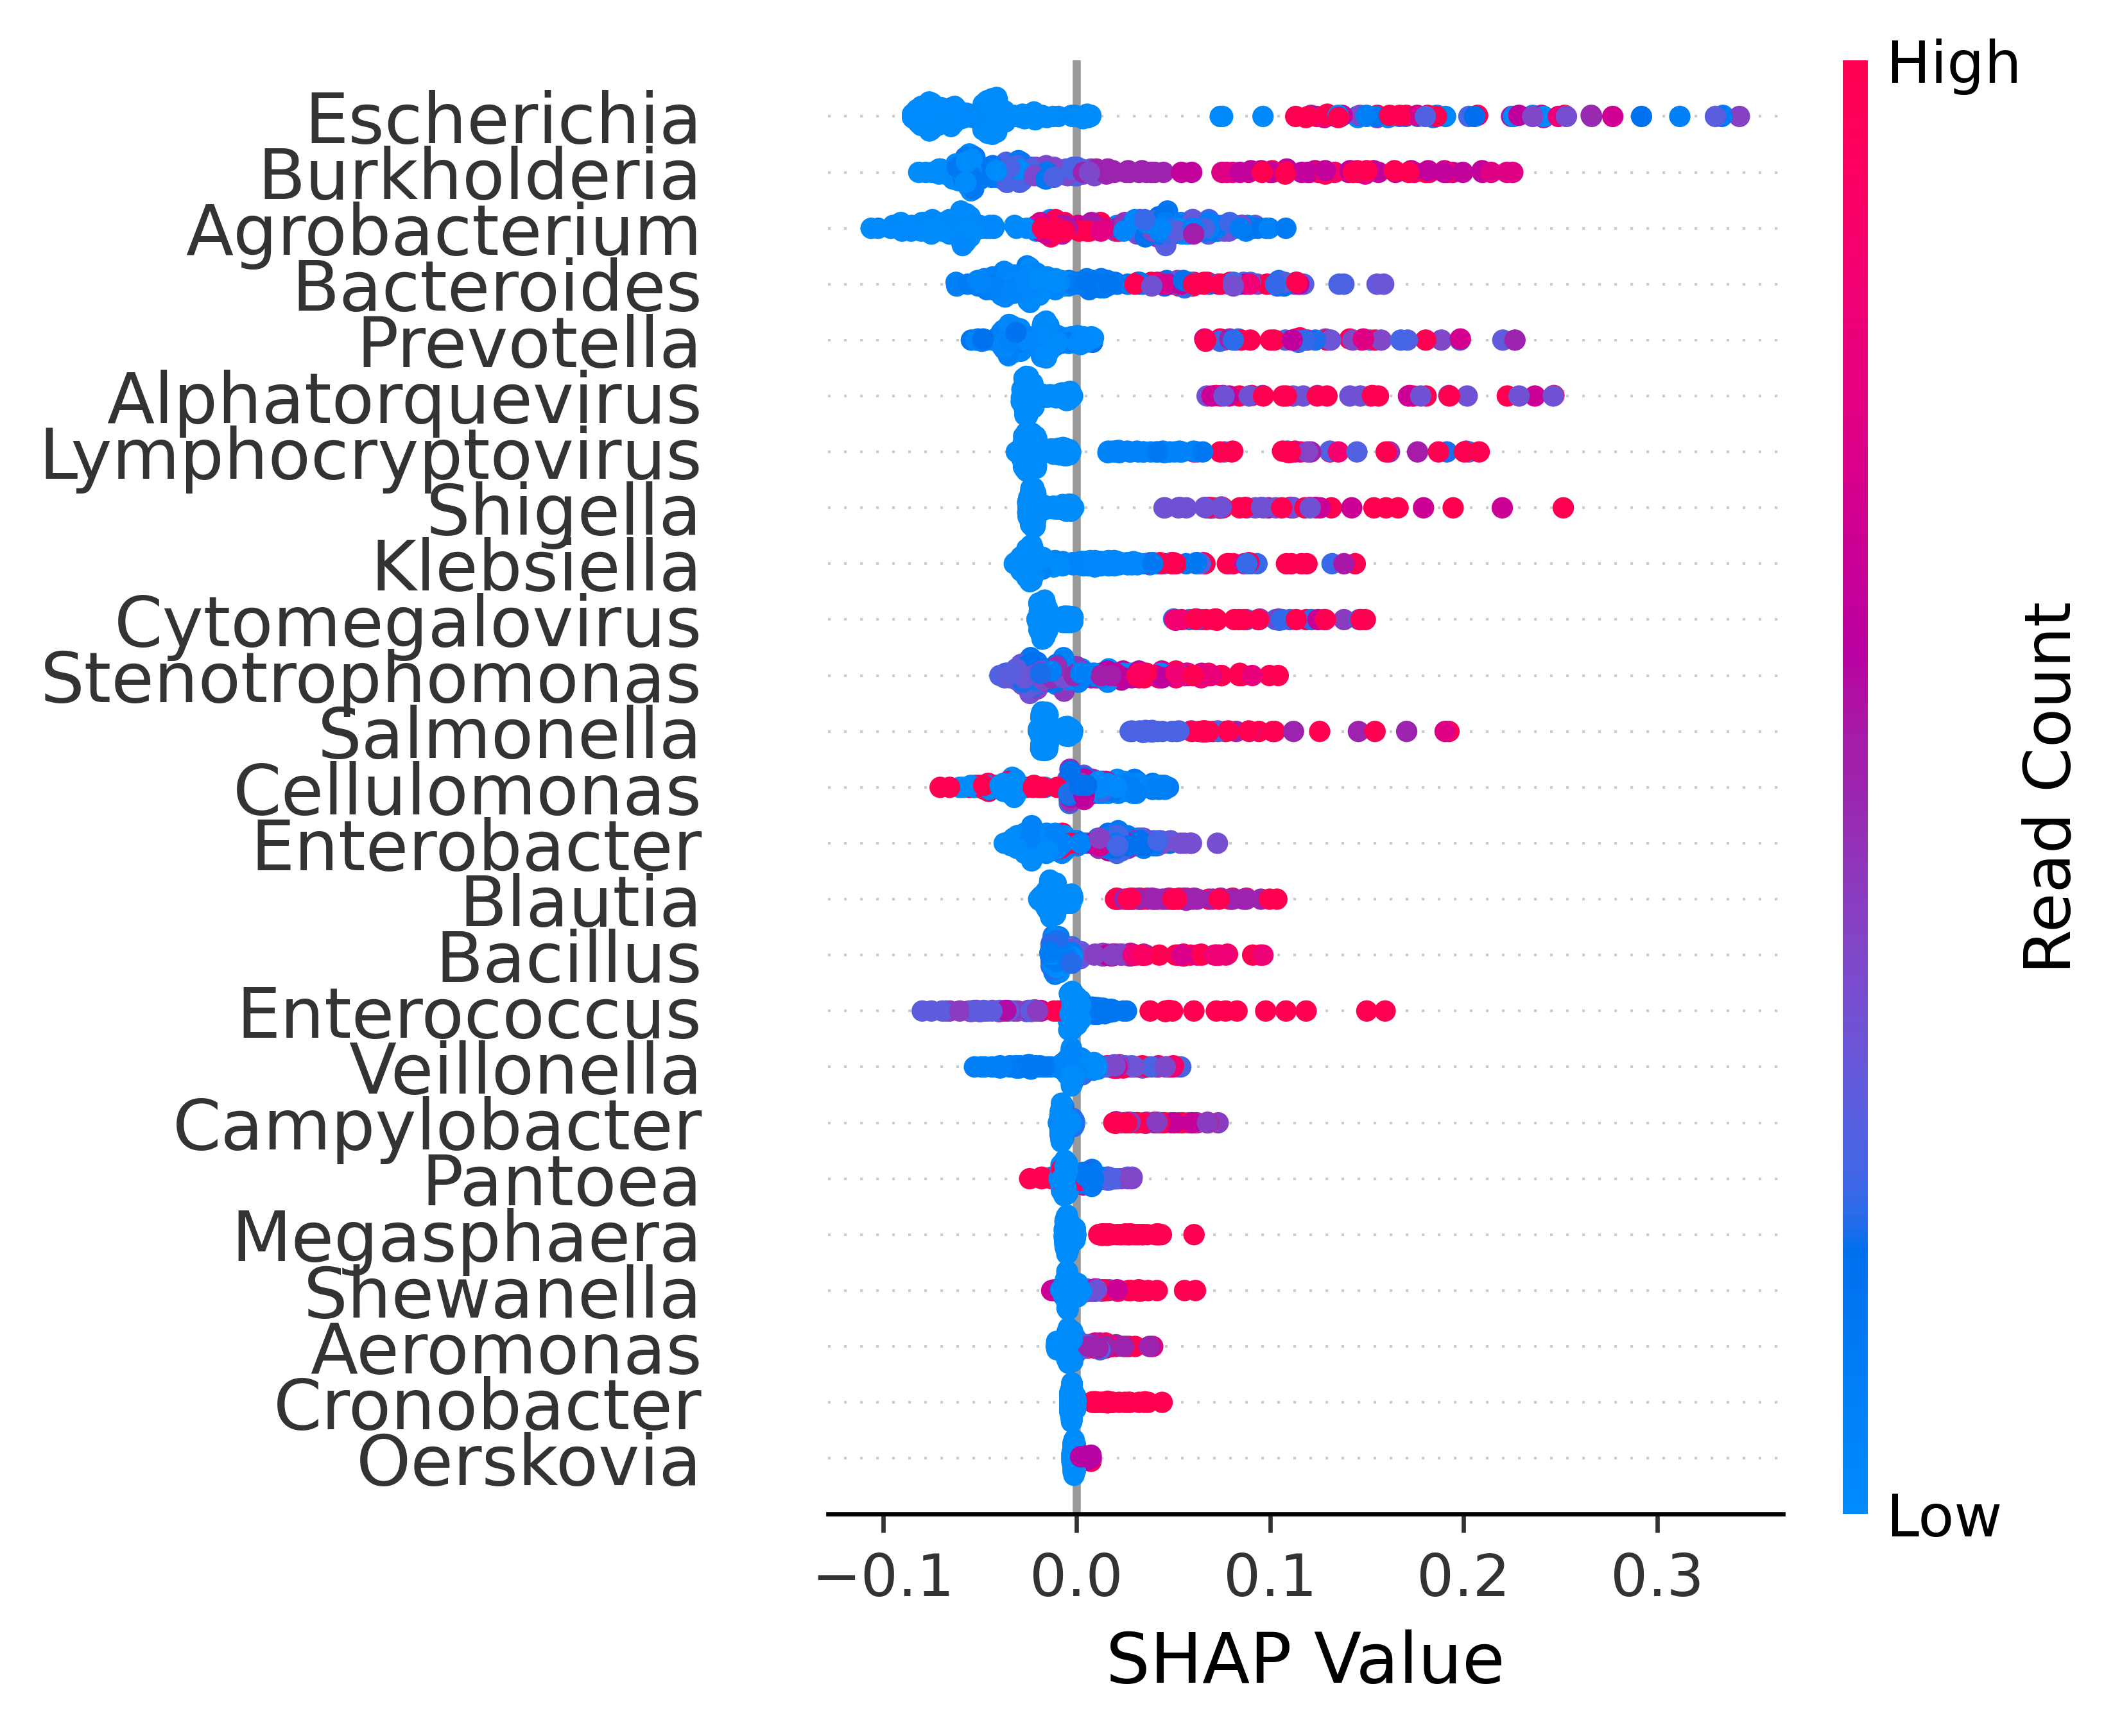 High
Escherichia
Burkholderia
Agrobacterium
Bacteroides
Prevotella
Alphatorquevirus
Lymphocryptovirus
Shigella
Klebsiella
Cytomegalovirus
Stenotrophomonas
Salmonella
Cellulomonas
Enterobacter
Blautia
Bacillus
Enterococcus
Veillonella
Campylobacter
Pantoea
Megasphaera
Shewanella
Aeromonas
Cronobacter
Oerskovia
Read Count
Low
−0.1 0.0 0.1 0.2 0.3
SHAP Value